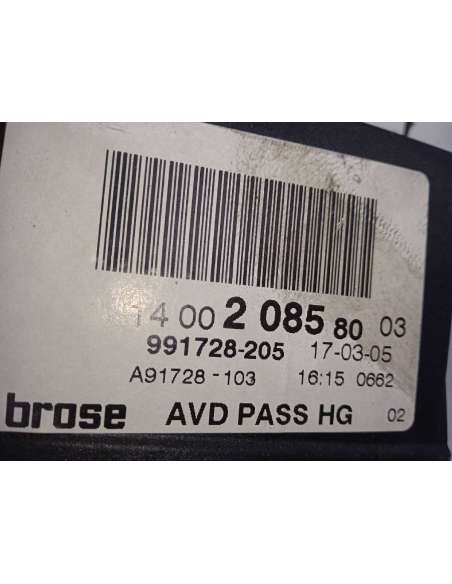 14 00 2 085 80 03
991728-205 17-03-05
A91728-103 16:15 0662
brose AVD PASS HG 02